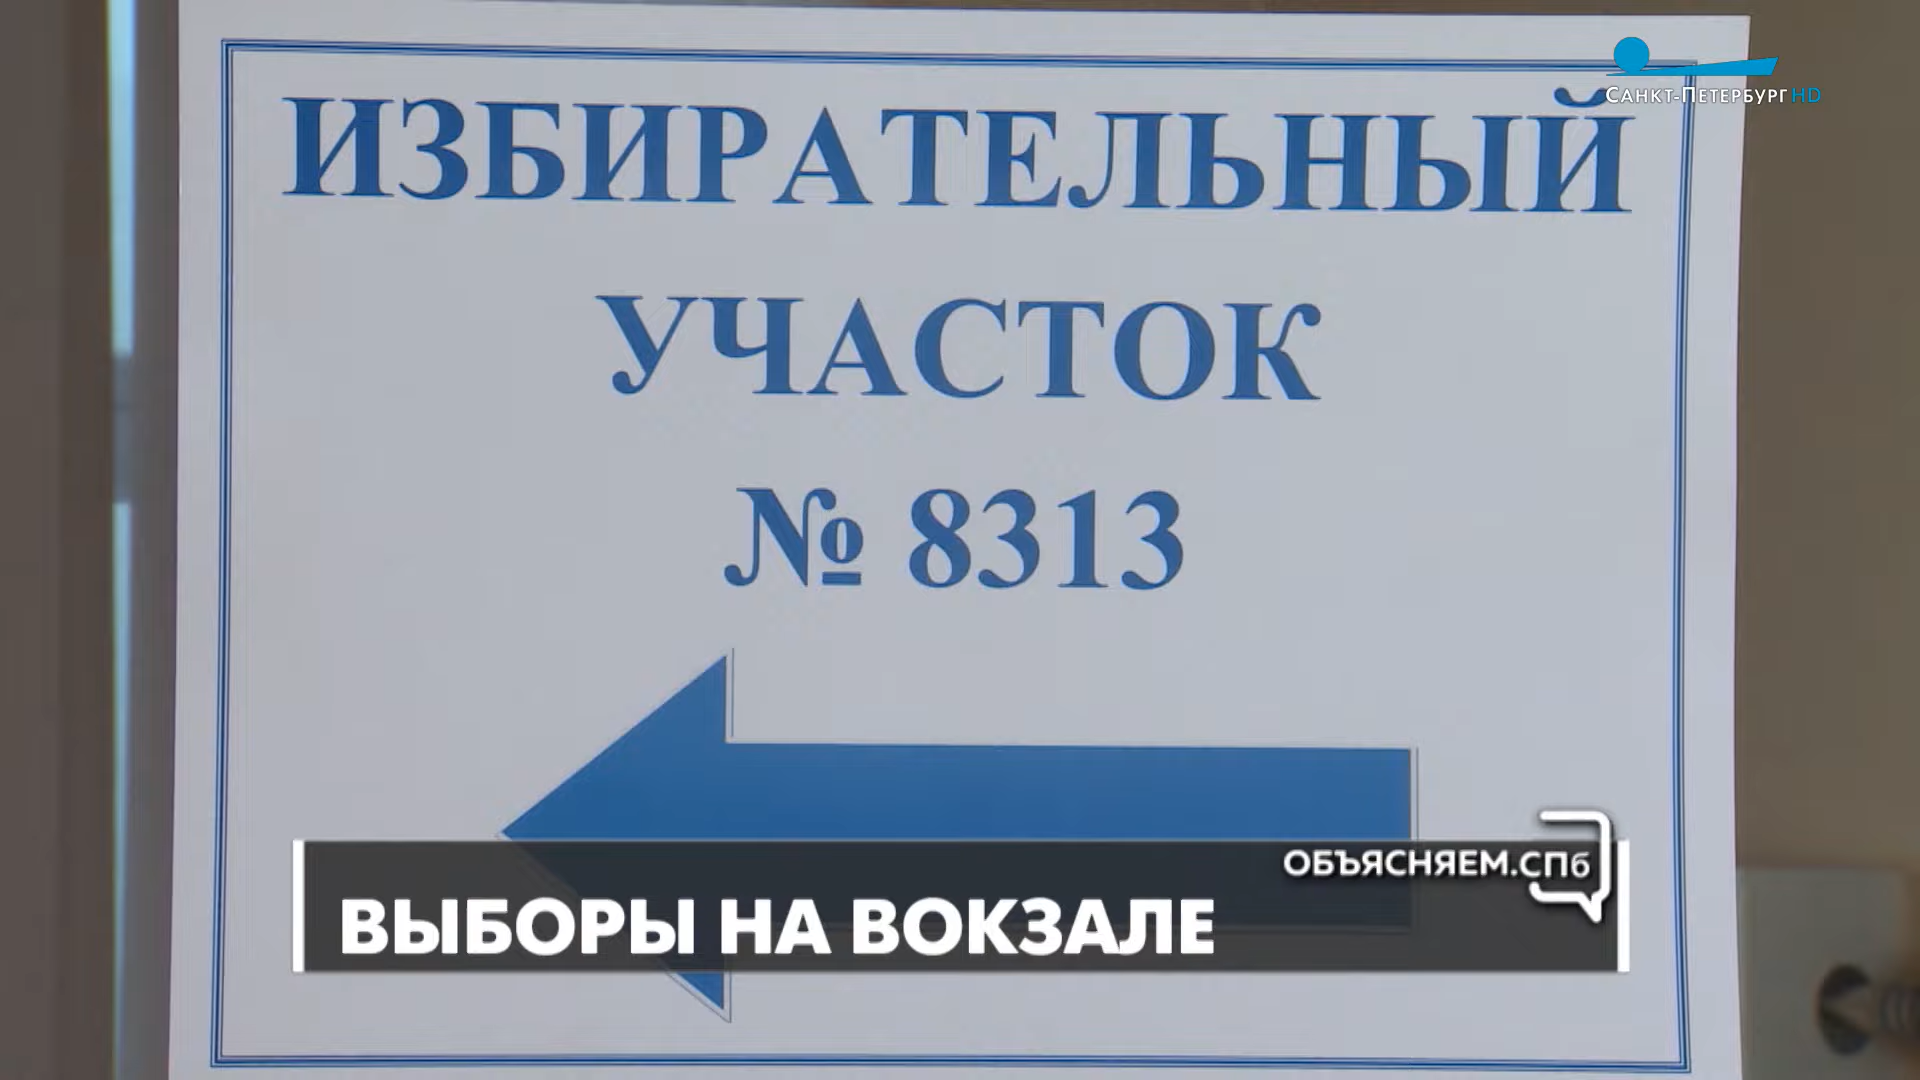 САНКТ-ПЕТЕРБУРГ HD
ИЗБИРАТЕЛЬНЫЙ
УЧАСТОК
№ 8313
ОБЪЯСНЯЕМ.СПб
ВЫБОРЫ НА ВОКЗАЛЕ